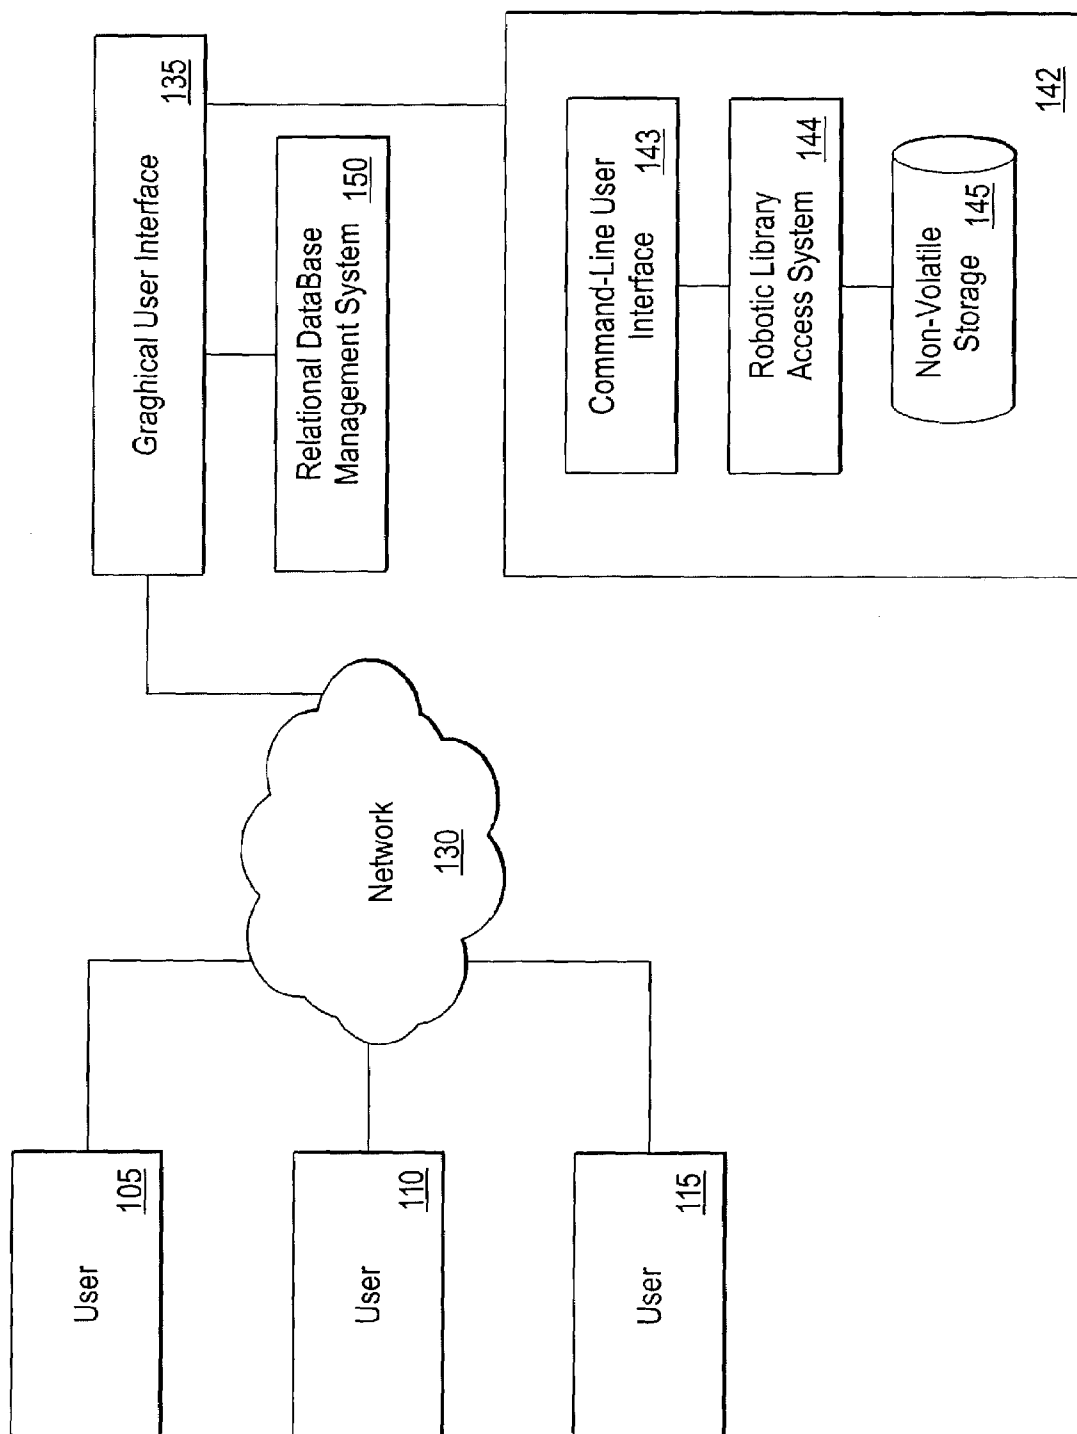 User
105
User
110
User
115
Network
130
Graghical User Interface
135
Relational DataBase
Management System
150
Command-Line User
Interface
143
Robotic Library
Access System
144
Non-Volatile
Storage
145
142